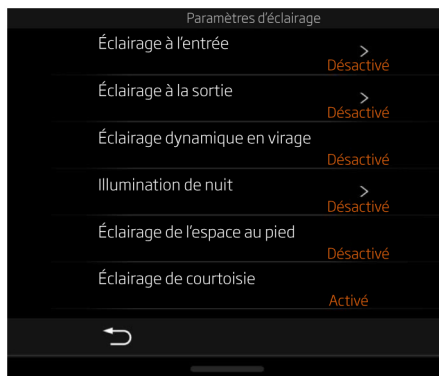 Paramètres d'éclairage
Éclairage à l'entrée
>
Désactivé
Éclairage à la sortie
>
Désactivé
Éclairage dynamique en virage
Désactivé
Illumination de nuit
>
Désactivé
Éclairage de l'espace au pied
Désactivé
Éclairage de courtoisie
Activé